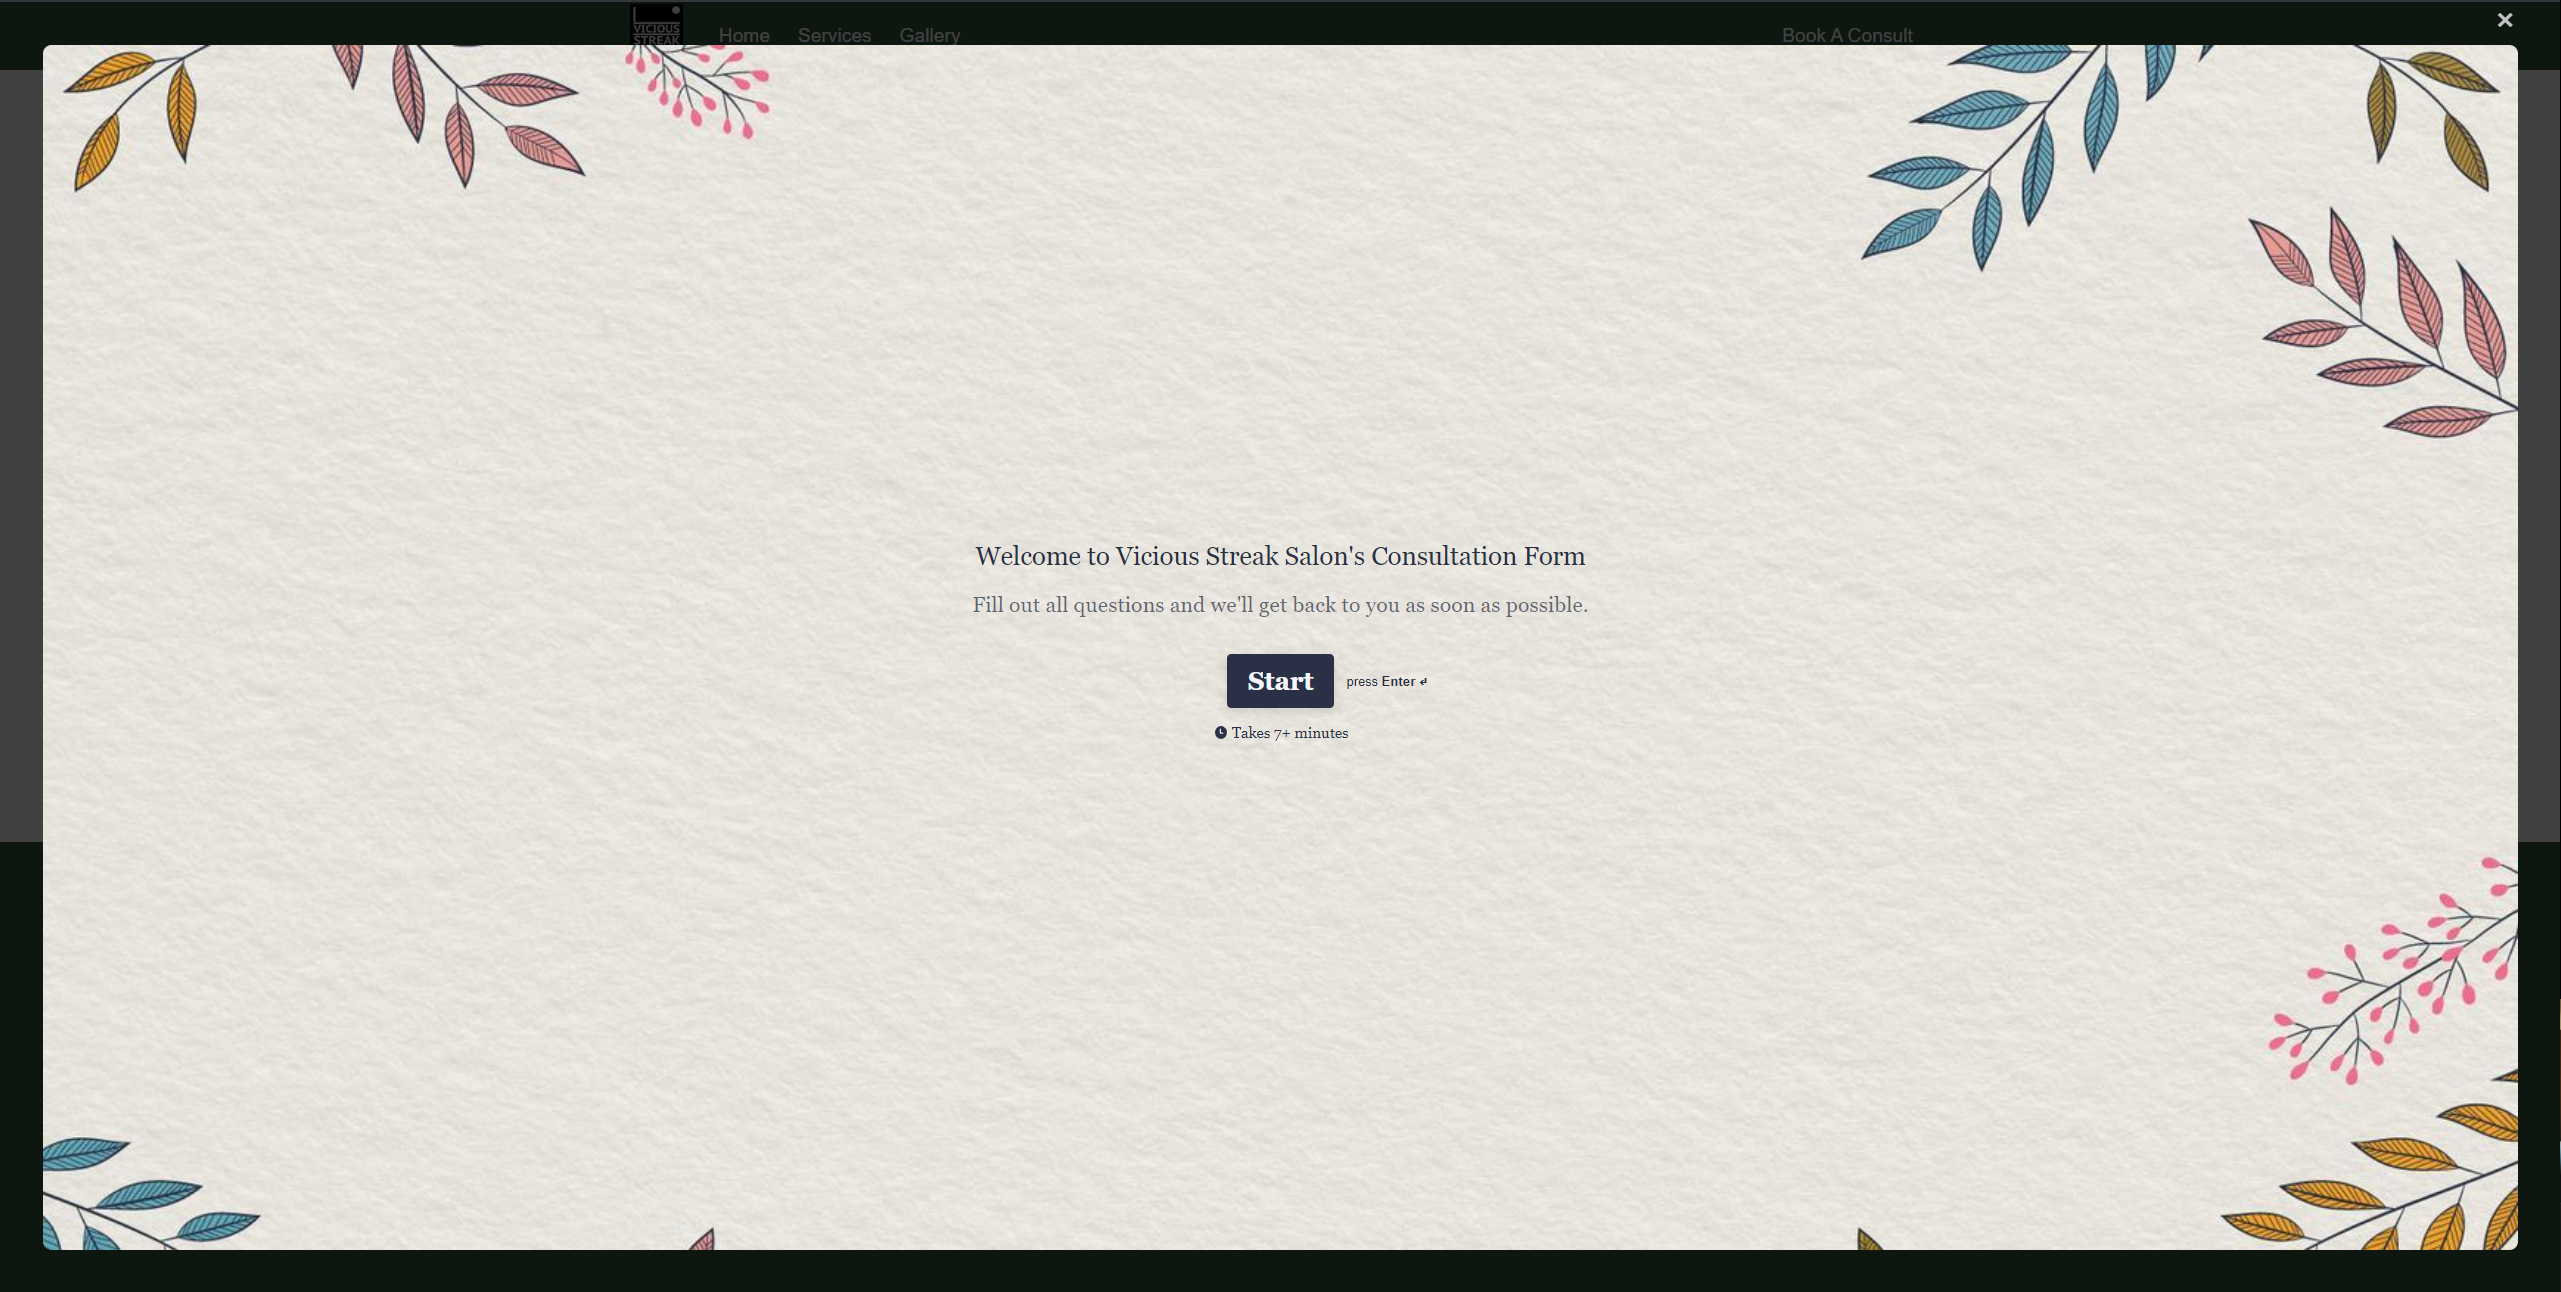 VICIOUS
STREAK
Home Services Gallery Book A Consult
Welcome to Vicious Streak Salon's Consultation Form
Fill out all questions and we'll get back to you as soon as possible.
Start press Enter ↵
Takes 7+ minutes